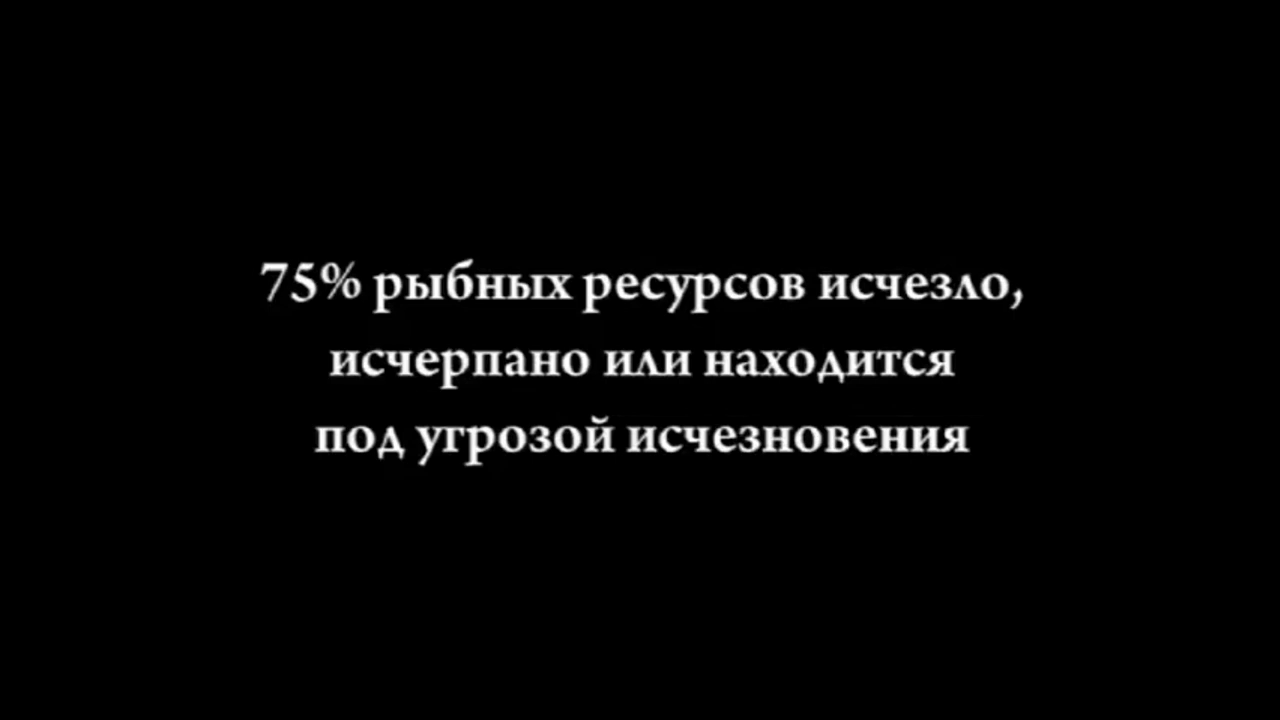 75% рыбных ресурсов исчезло,
исчерпано или находится
под угрозой исчезновения